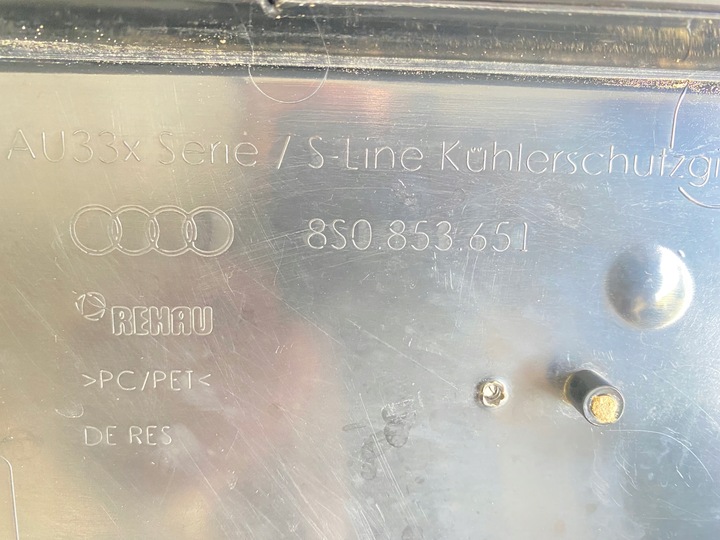 AU33x Serie / S-Line Kühlerschutzgi
8S0.853.651
REHAU
>PC/PET<
DE RES